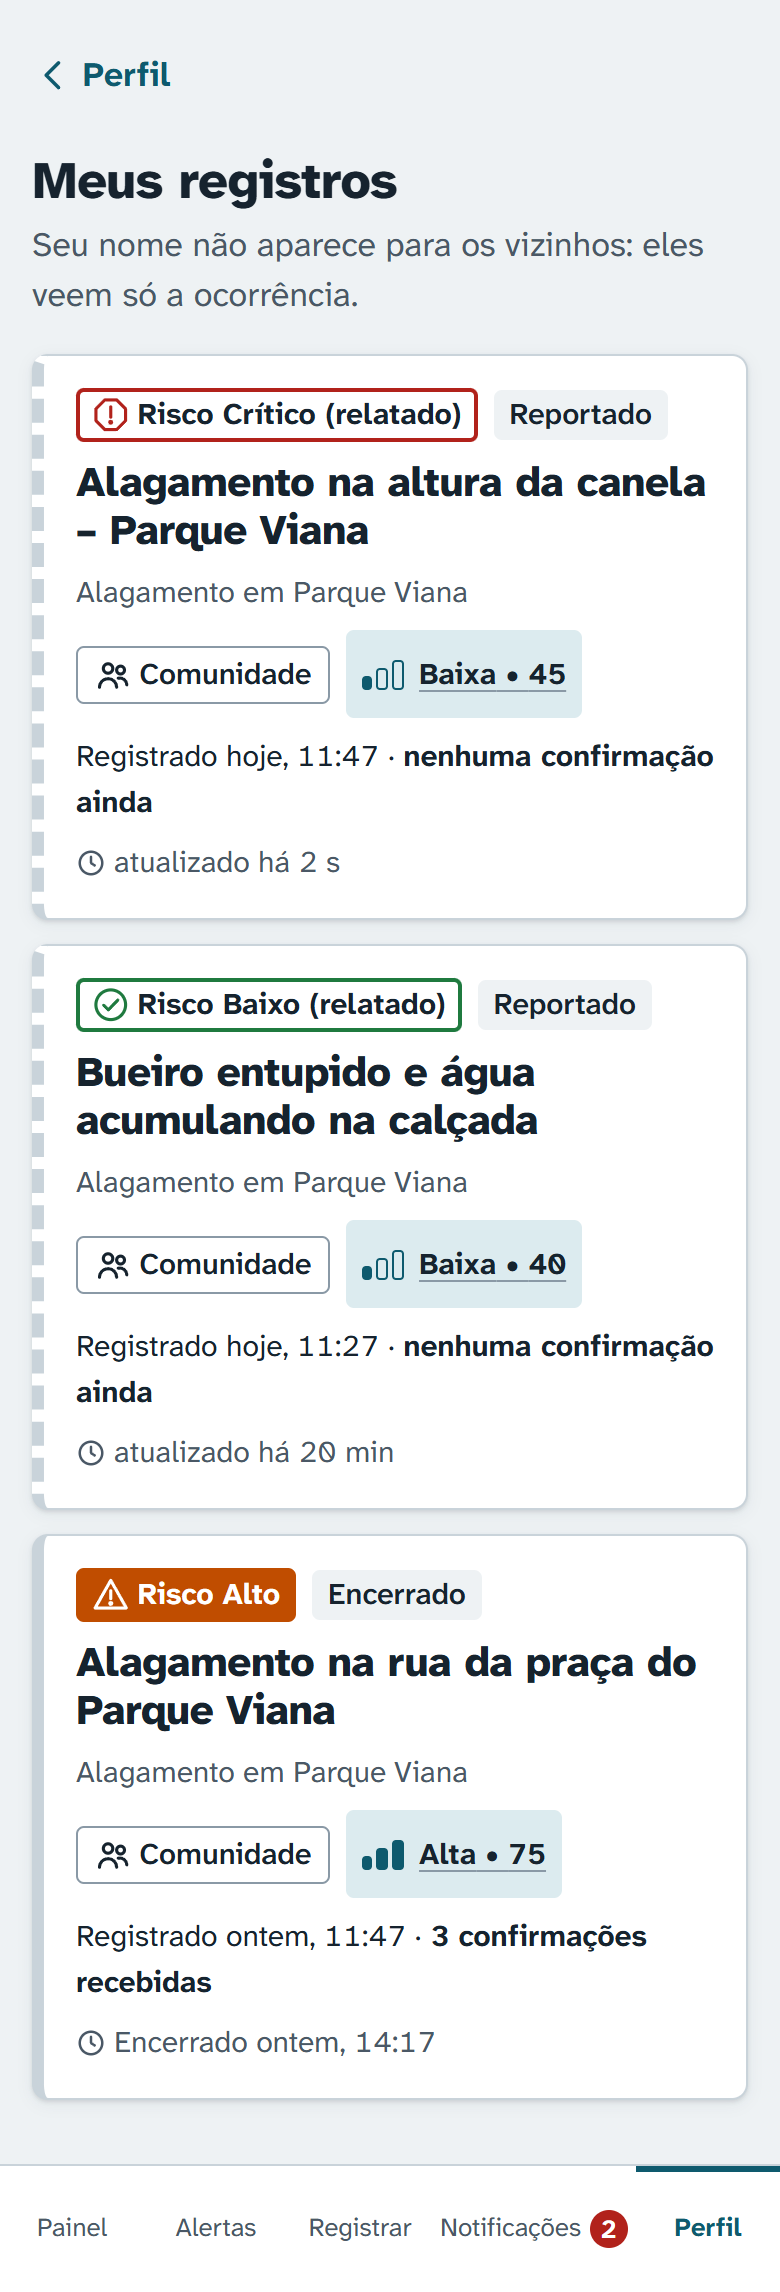 Perfil
Meus registros
Seu nome não aparece para os vizinhos: eles
veem só a ocorrência.
Risco Crítico (relatado) Reportado
Alagamento na altura da canela
– Parque Viana
Alagamento em Parque Viana
Comunidade Baixa • 45
Registrado hoje, 11:47 · nenhuma confirmação
ainda
atualizado há 2 s
Risco Baixo (relatado) Reportado
Bueiro entupido e água
acumulando na calçada
Alagamento em Parque Viana
Comunidade Baixa • 40
Registrado hoje, 11:27 · nenhuma confirmação
ainda
atualizado há 20 min
Risco Alto Encerrado
Alagamento na rua da praça do
Parque Viana
Alagamento em Parque Viana
Comunidade Alta • 75
Registrado ontem, 11:47 · 3 confirmações
recebidas
Encerrado ontem, 14:17
Painel Alertas Registrar Notificações 2 Perfil